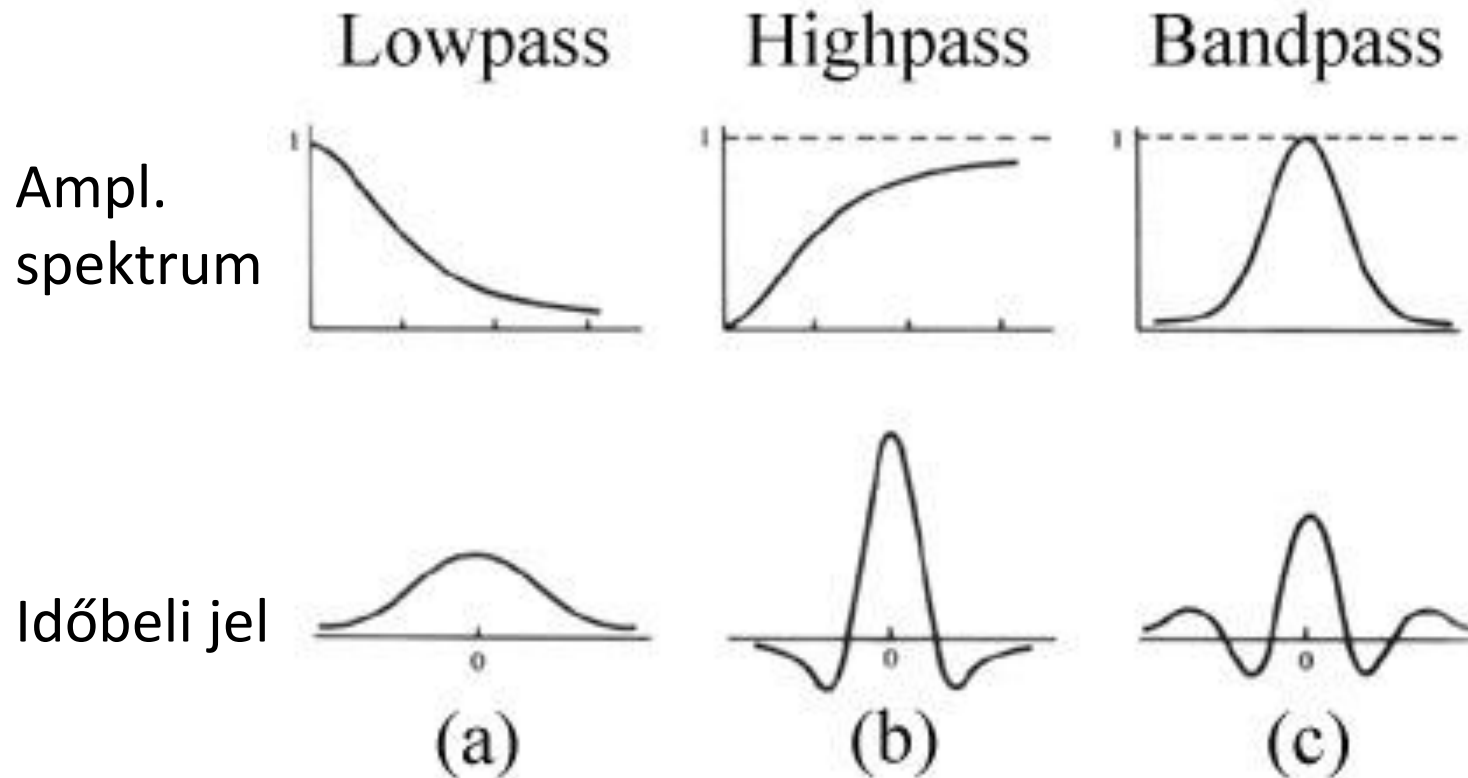 Lowpass Highpass Bandpass
1 1 1
Ampl.
spektrum
Időbeli jel
0 0 0
(a) (b) (c)